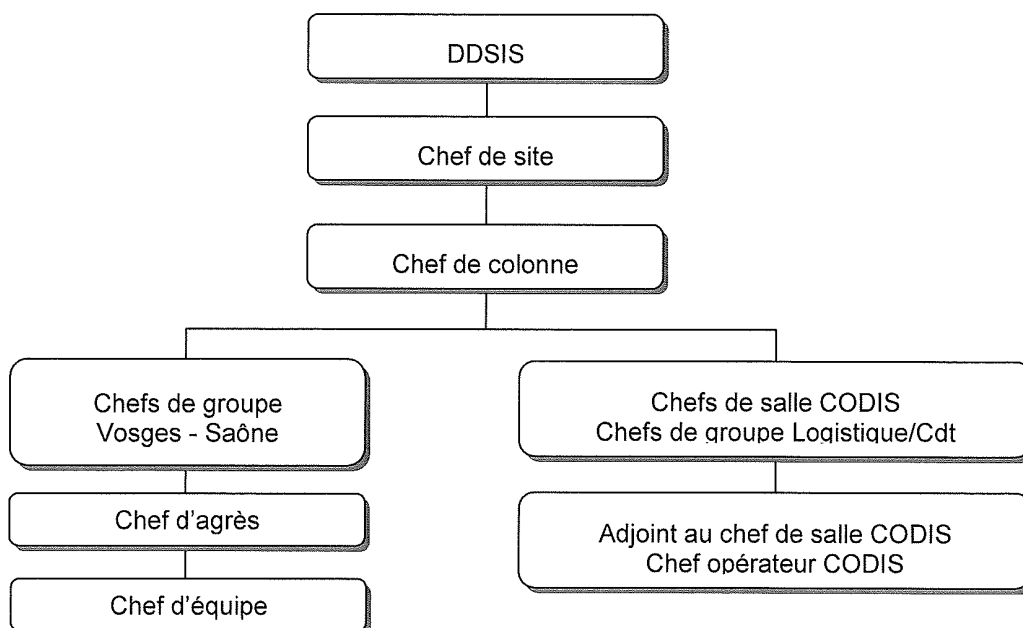 DDSIS
Chef de site
Chef de colonne
Chefs de groupe
Vosges - Saône
Chefs de salle CODIS
Chefs de groupe Logistique/Cdt
Chef d'agrès
Adjoint au chef de salle CODIS
Chef opérateur CODIS
Chef d'équipe